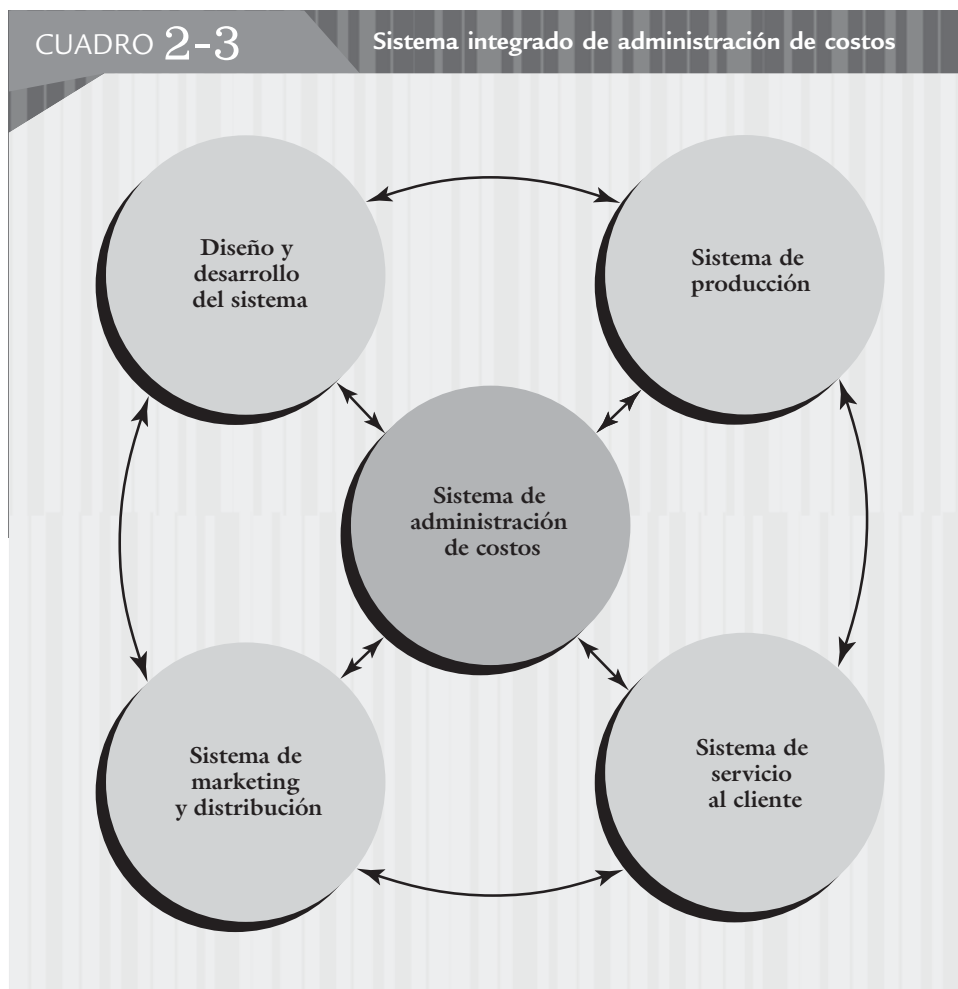 CUADRO 2-3
Sistema integrado de administración de costos
Diseño y
desarrollo
del sistema
Sistema de
producción
Sistema de
administración
de costos
Sistema de
marketing
y distribución
Sistema de
servicio
al cliente